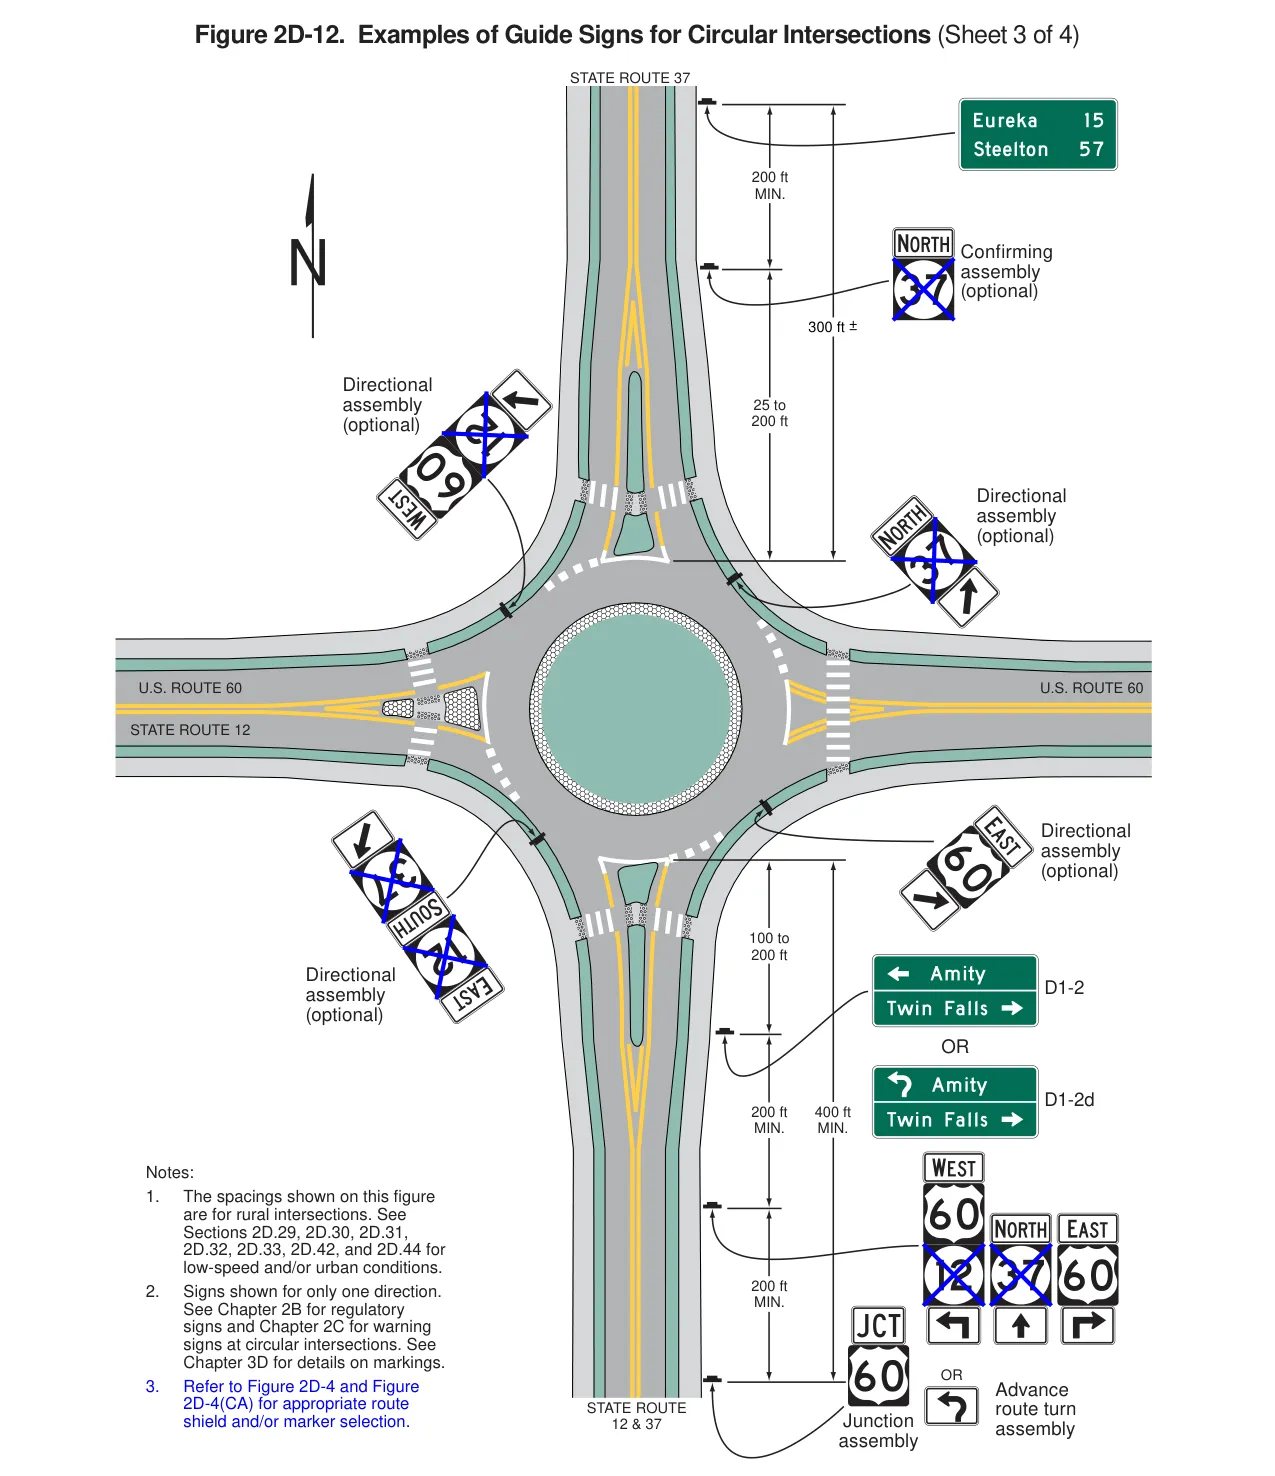 Figure 2D-12. Examples of Guide Signs for Circular Intersections (Sheet 3 of 4)
STATE ROUTE 37
Eureka 15
Steelton 57
200 ft
MIN.
N
NORTH
37
Confirming
assembly
(optional)
300 ft ±
Directional
assembly
(optional)
12
60
WEST
25 to
200 ft
NORTH
37
Directional
assembly
(optional)
U.S. ROUTE 60
STATE ROUTE 12
U.S. ROUTE 60
37
SOUTH
12
EAST
Directional
assembly
(optional)
EAST
60
Directional
assembly
(optional)
100 to
200 ft
Amity
Twin Falls
D1-2
OR
Amity
Twin Falls
D1-2d
200 ft
MIN.
400 ft
MIN.
WEST
60
12
NORTH
37
EAST
60
200 ft
MIN.
JCT
60
Junction
assembly
OR
Advance
route turn
assembly
STATE ROUTE
12 & 37
Notes:
1. The spacings shown on this figure
are for rural intersections. See
Sections 2D.29, 2D.30, 2D.31,
2D.32, 2D.33, 2D.42, and 2D.44 for
low-speed and/or urban conditions.
2. Signs shown for only one direction.
See Chapter 2B for regulatory
signs and Chapter 2C for warning
signs at circular intersections. See
Chapter 3D for details on markings.
3. Refer to Figure 2D-4 and Figure
2D-4(CA) for appropriate route
shield and/or marker selection.